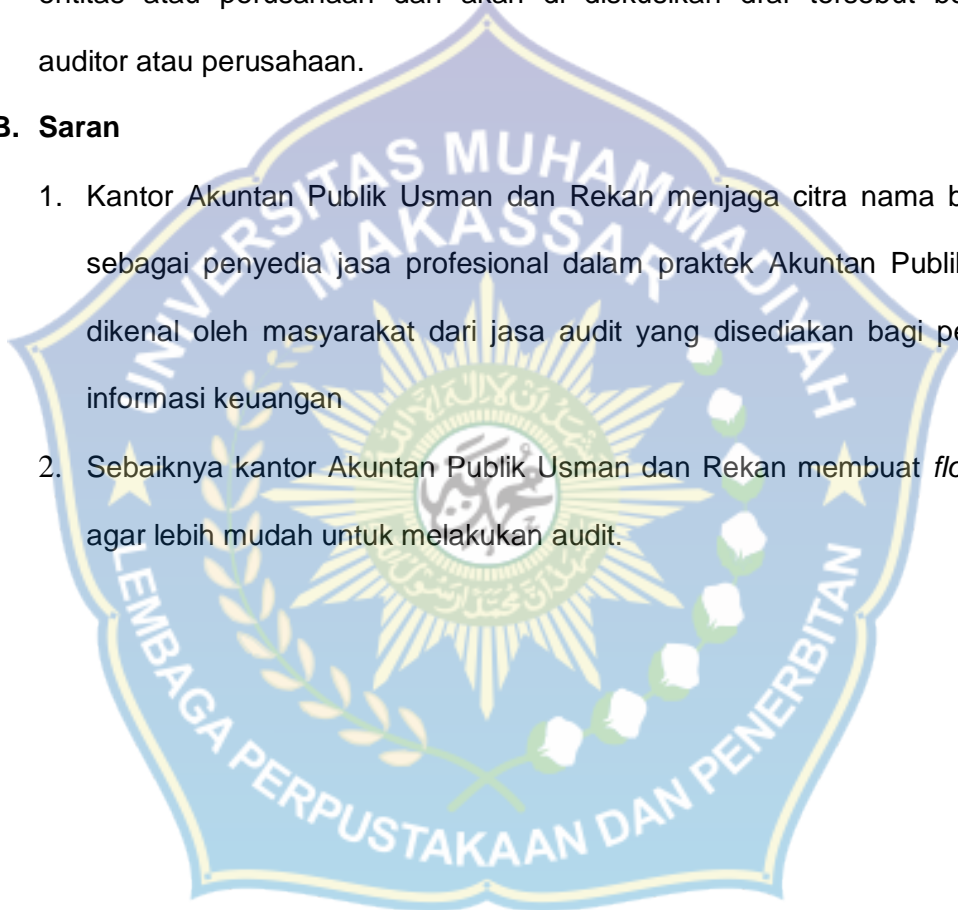 entitas atau perusahaan dan akan di diskusikan draf tersebut
auditor atau perusahaan.
B. Saran
1. Kantor Akuntan Publik Usman dan Rekan menjaga citra nama
sebagai penyedia jasa profesional dalam praktek Akuntan Publik
dikenal oleh masyarakat dari jasa audit yang disediakan bagi
informasi keuangan
2. Sebaiknya kantor Akuntan Publik Usman dan Rekan membuat
agar lebih mudah untuk melakukan audit.
UNIVERSITAS MUHAMMADIYAH
MAKASSAR
LEMBAGA PERPUSTAKAAN DAN PENERBITAN